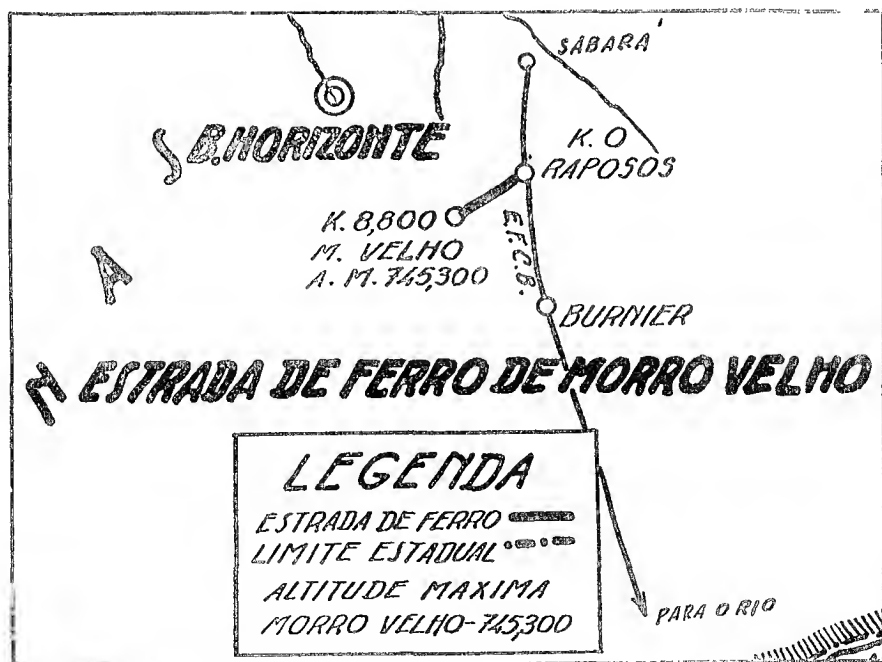 SABARÁ
B. HORIZONTE
K. O
RAPOSOS
K. 8,800
M. VELHO
A. M. 745,300
E.F.C.B.
BURNIER
ESTRADA DE FERRO DE MORRO VELHO
LEGENDA
ESTRADA DE FERRO
LIMITE ESTADUAL
ALTITUDE MAXIMA
MORRO VELHO-745,300
PARA O RIO